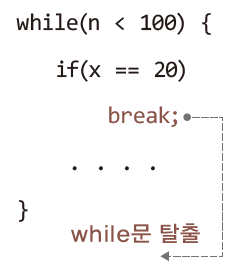 while(n < 100) {
if(x == 20)
break;
. . . .
}
while문 탈출